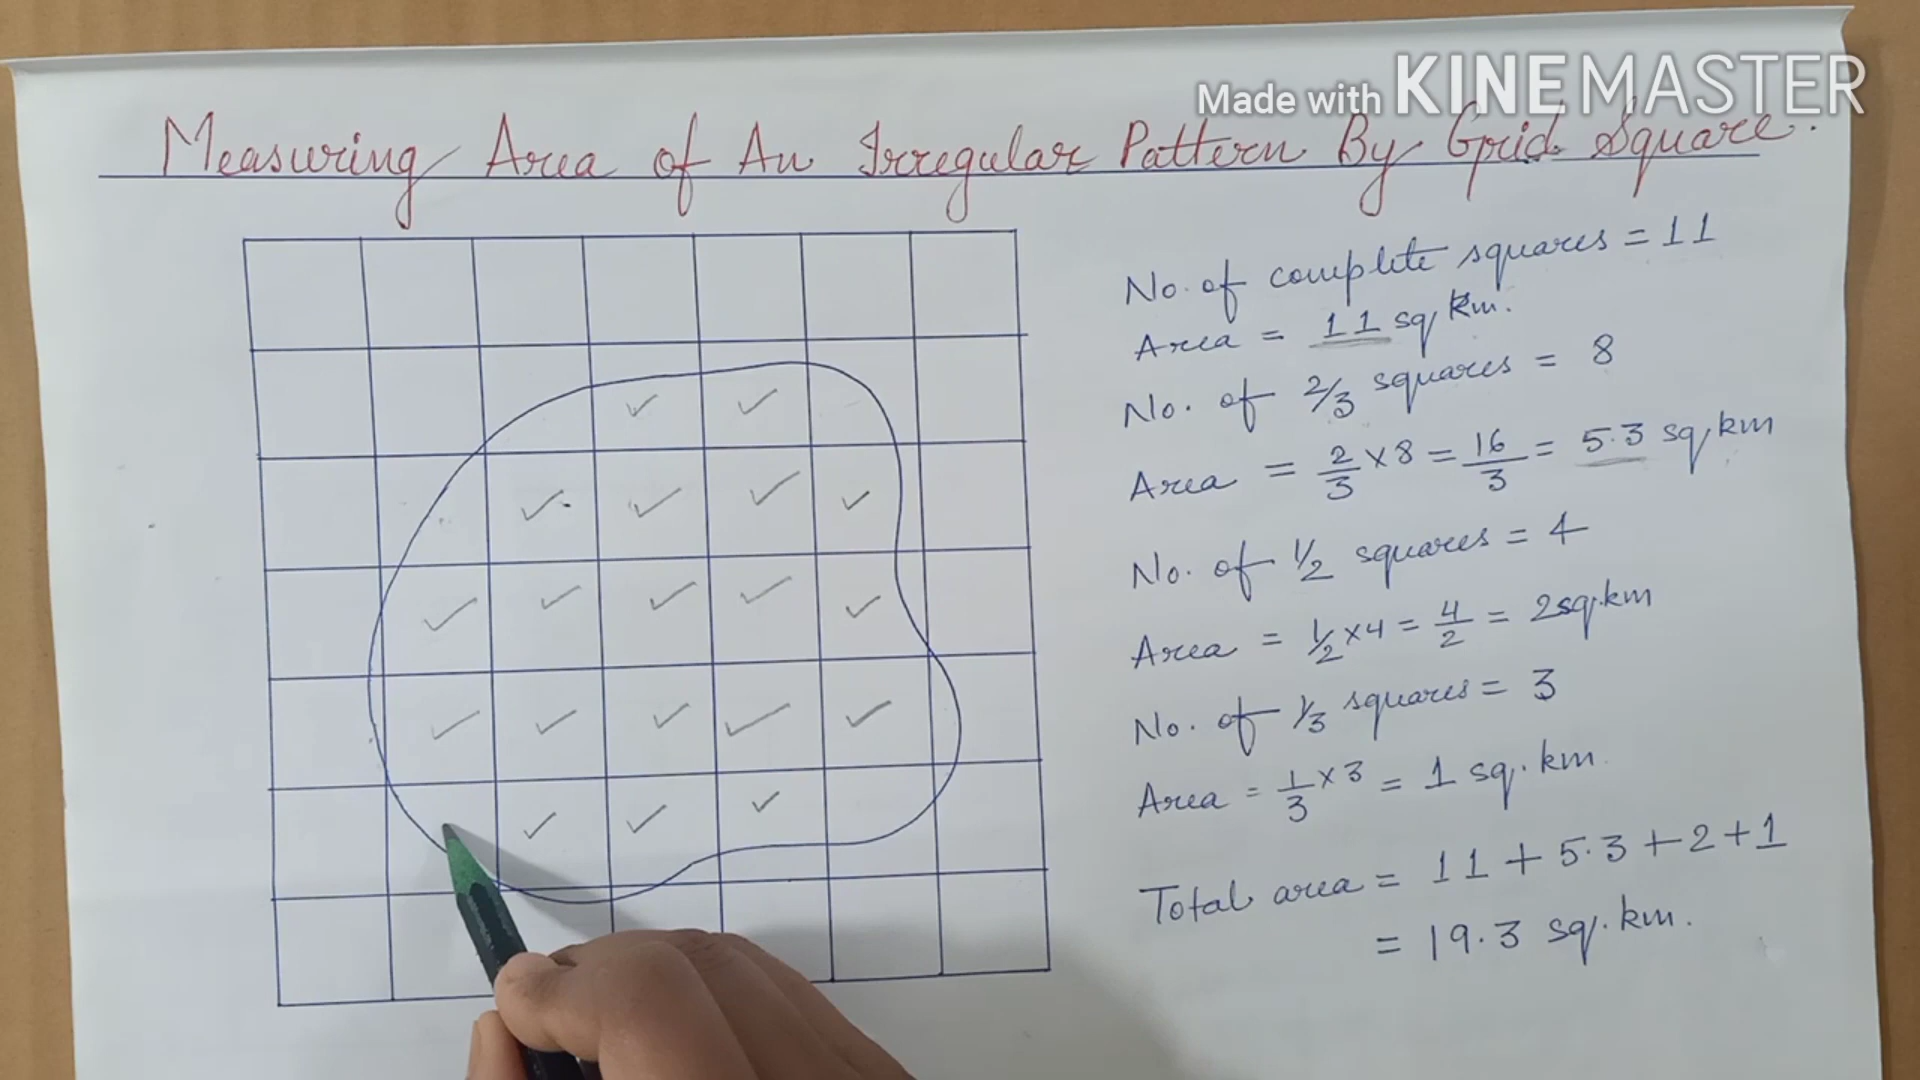 Made with KINEMASTER
Measuring Area of An Irregular Pattern By Grid Square.
No. of complete squares = 11
Area = 11 sq km.
No. of 2/3 squares = 8
Area = 2/3 × 8 = 16/3 = 5.3 sq km
No. of 1/2 squares = 4
Area = 1/2 × 4 = 4/2 = 2 sq. km
No. of 1/3 squares = 3
Area = 1/3 × 3 = 1 sq. km.
Total area = 11 + 5.3 + 2 + 1
= 19.3 sq. km.